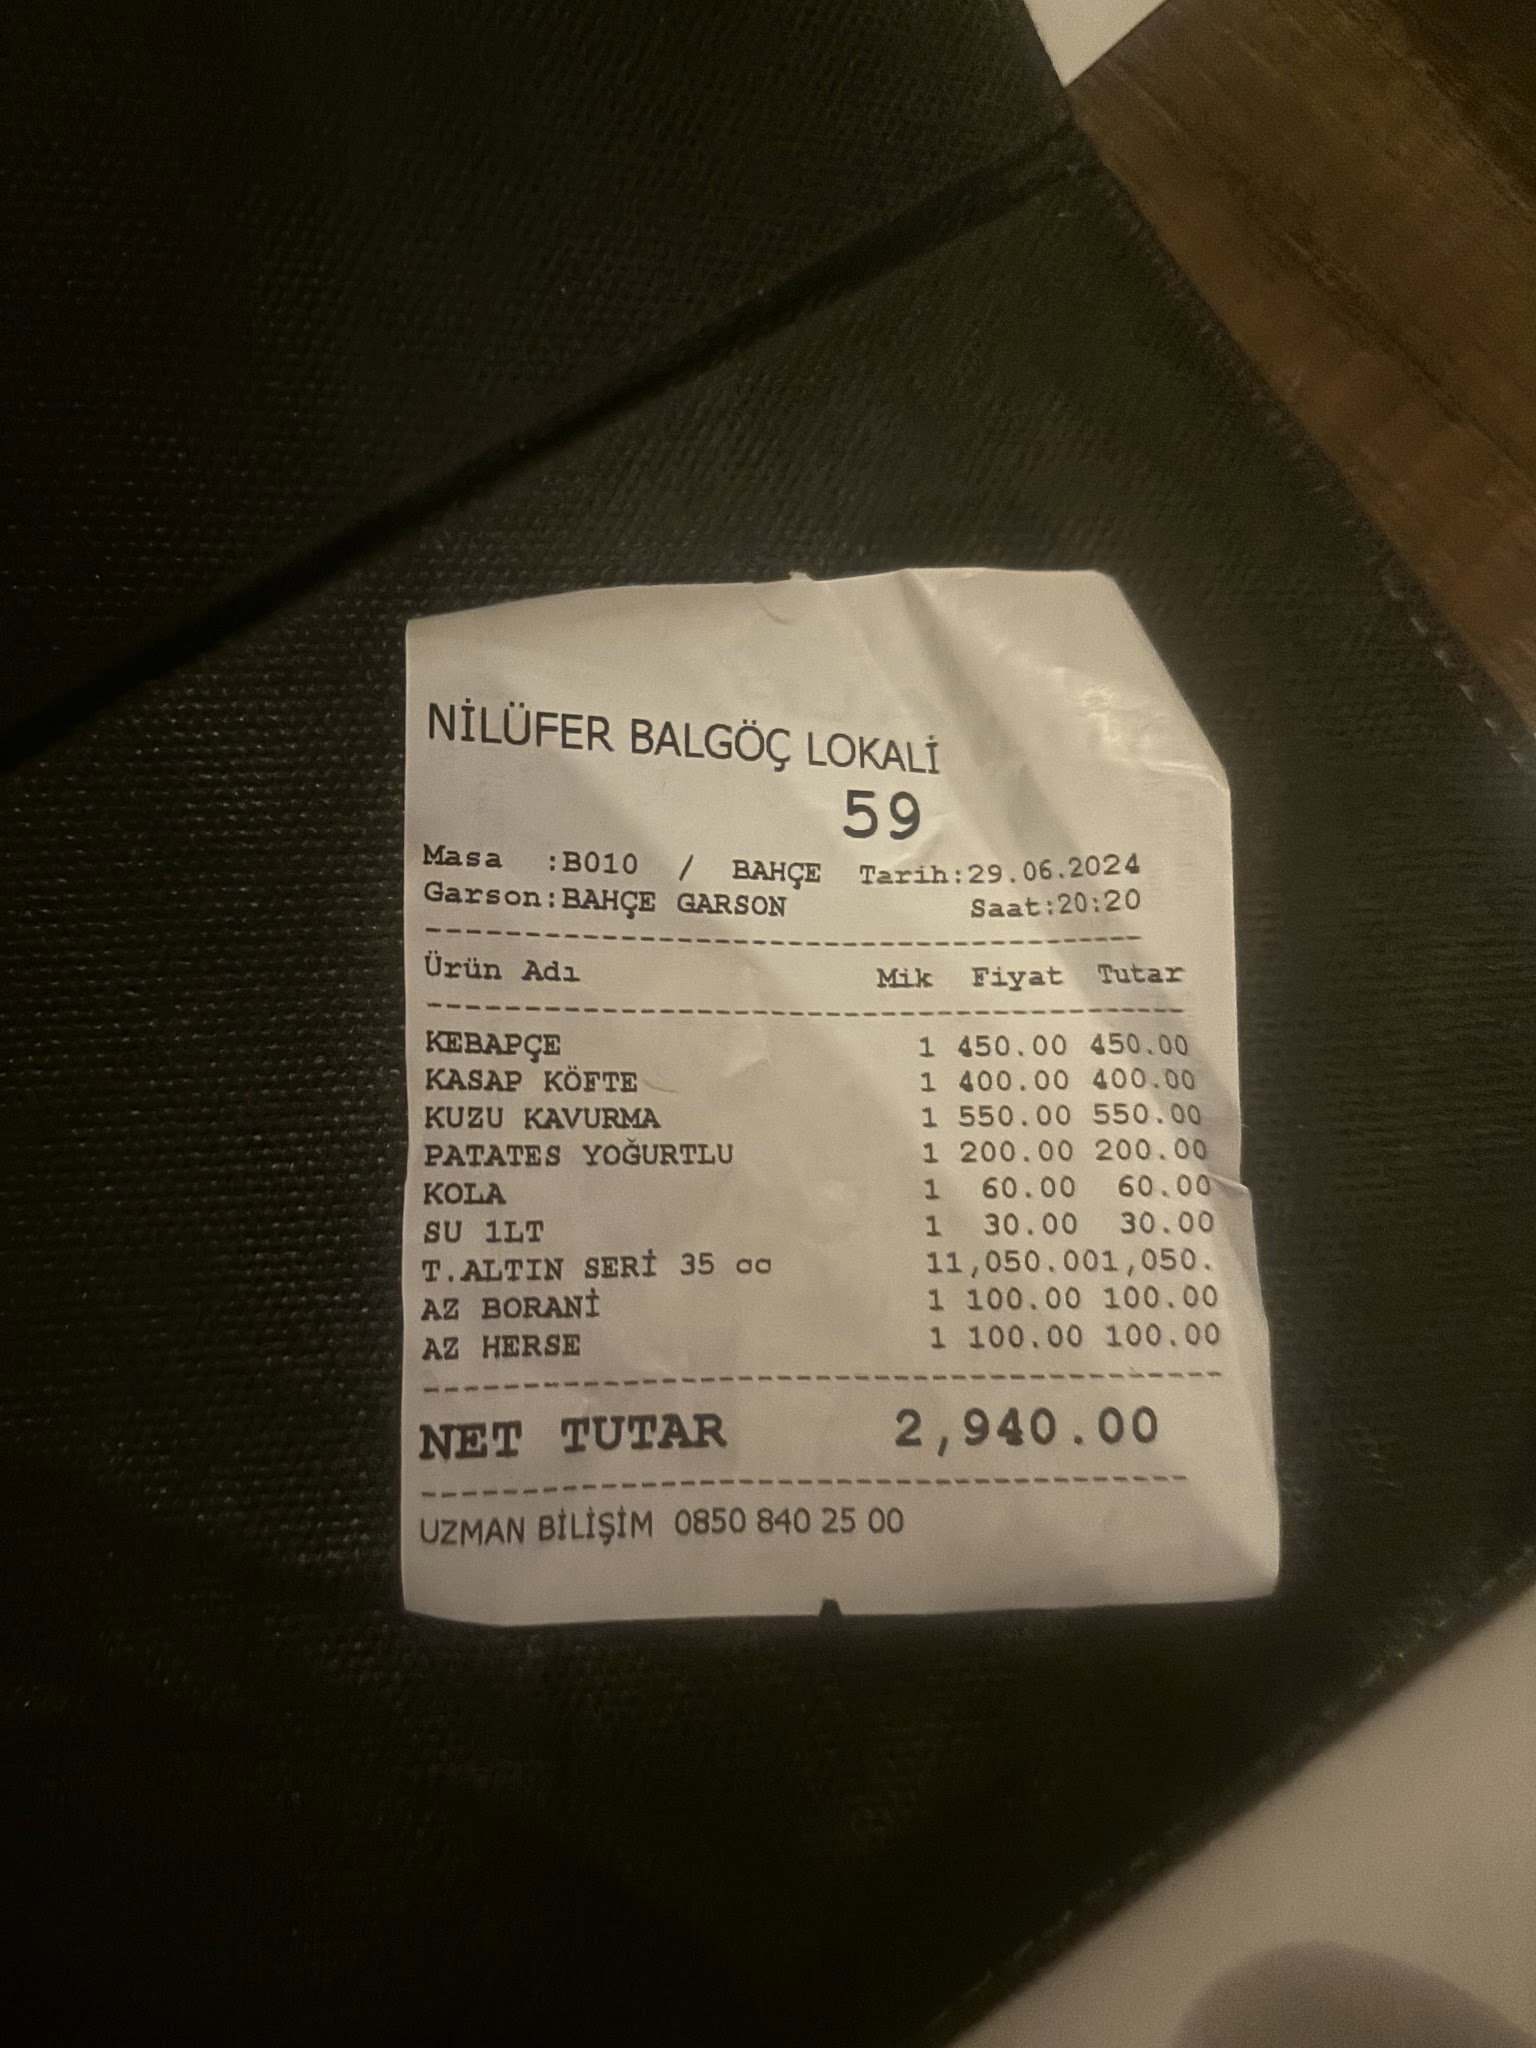 NİLÜFER BALGÖÇ LOKALİ
59
Masa :B010 / BAHÇE Tarih:29.06.2024
Garson:BAHÇE GARSON Saat:20:20
Ürün Adı Mik Fiyat Tutar
KEBAPÇE 1 450.00 450.00
KASAP KÖFTE 1 400.00 400.00
KUZU KAVURMA 1 550.00 550.00
PATATES YOĞURTLU 1 200.00 200.00
KOLA 1 60.00 60.00
SU 1LT 1 30.00 30.00
T.ALTIN SERİ 35 cc 11,050.001,050.
AZ BORANİ 1 100.00 100.00
AZ HERSE 1 100.00 100.00
NET TUTAR 2,940.00
UZMAN BİLİŞİM 0850 840 25 00